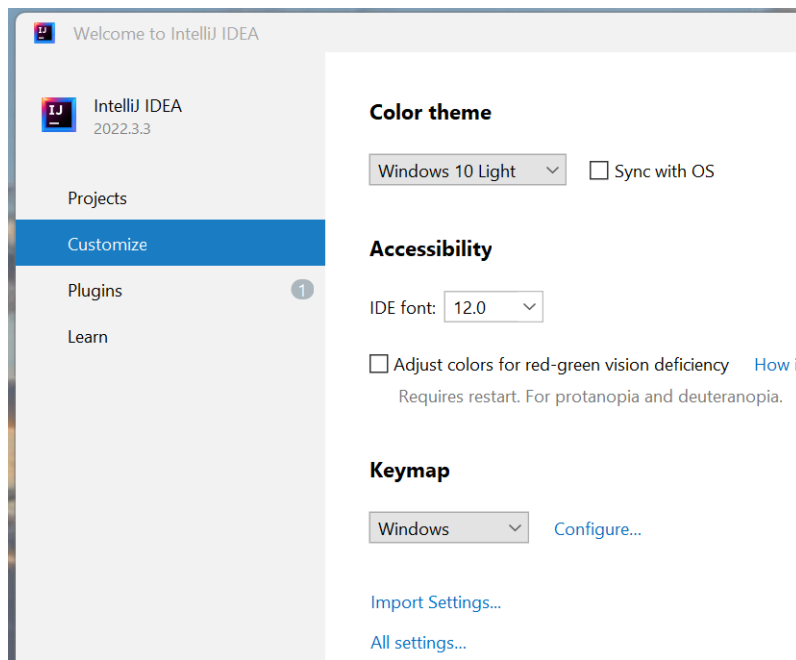 Welcome to IntelliJ IDEA
IJ
IntelliJ IDEA
2022.3.3
Projects
Customize
Plugins 1
Learn
Color theme
Windows 10 Light Sync with OS
Accessibility
IDE font: 12.0
Adjust colors for red-green vision deficiency How
Requires restart. For protanopia and deuteranopia.
Keymap
Windows Configure...
Import Settings...
All settings...